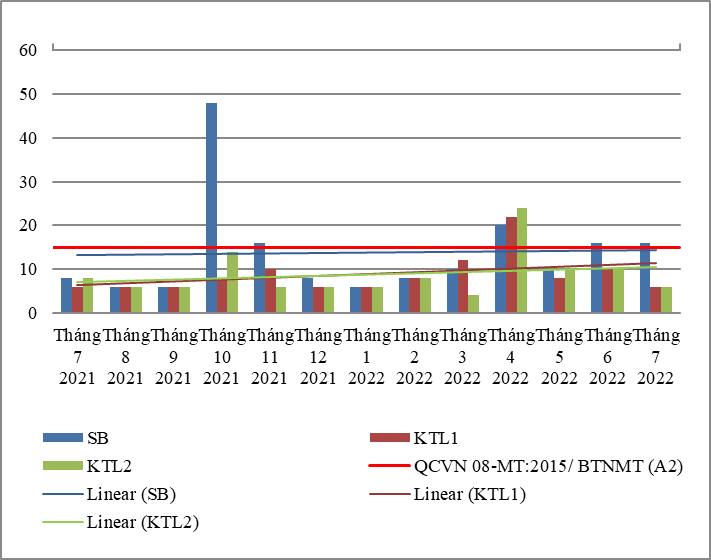 60
50
40
30
20
10
0
Tháng Tháng Tháng Tháng Tháng Tháng Tháng Tháng Tháng Tháng Tháng Tháng Tháng
7 8 9 10 11 12 1 2 3 4 5 6 7
2021 2021 2021 2021 2021 2021 2022 2022 2022 2022 2022 2022 2022
SB KTL1
KTL2 QCVN 08-MT:2015/ BTNMT (A2)
Linear (SB) Linear (KTL1)
Linear (KTL2)